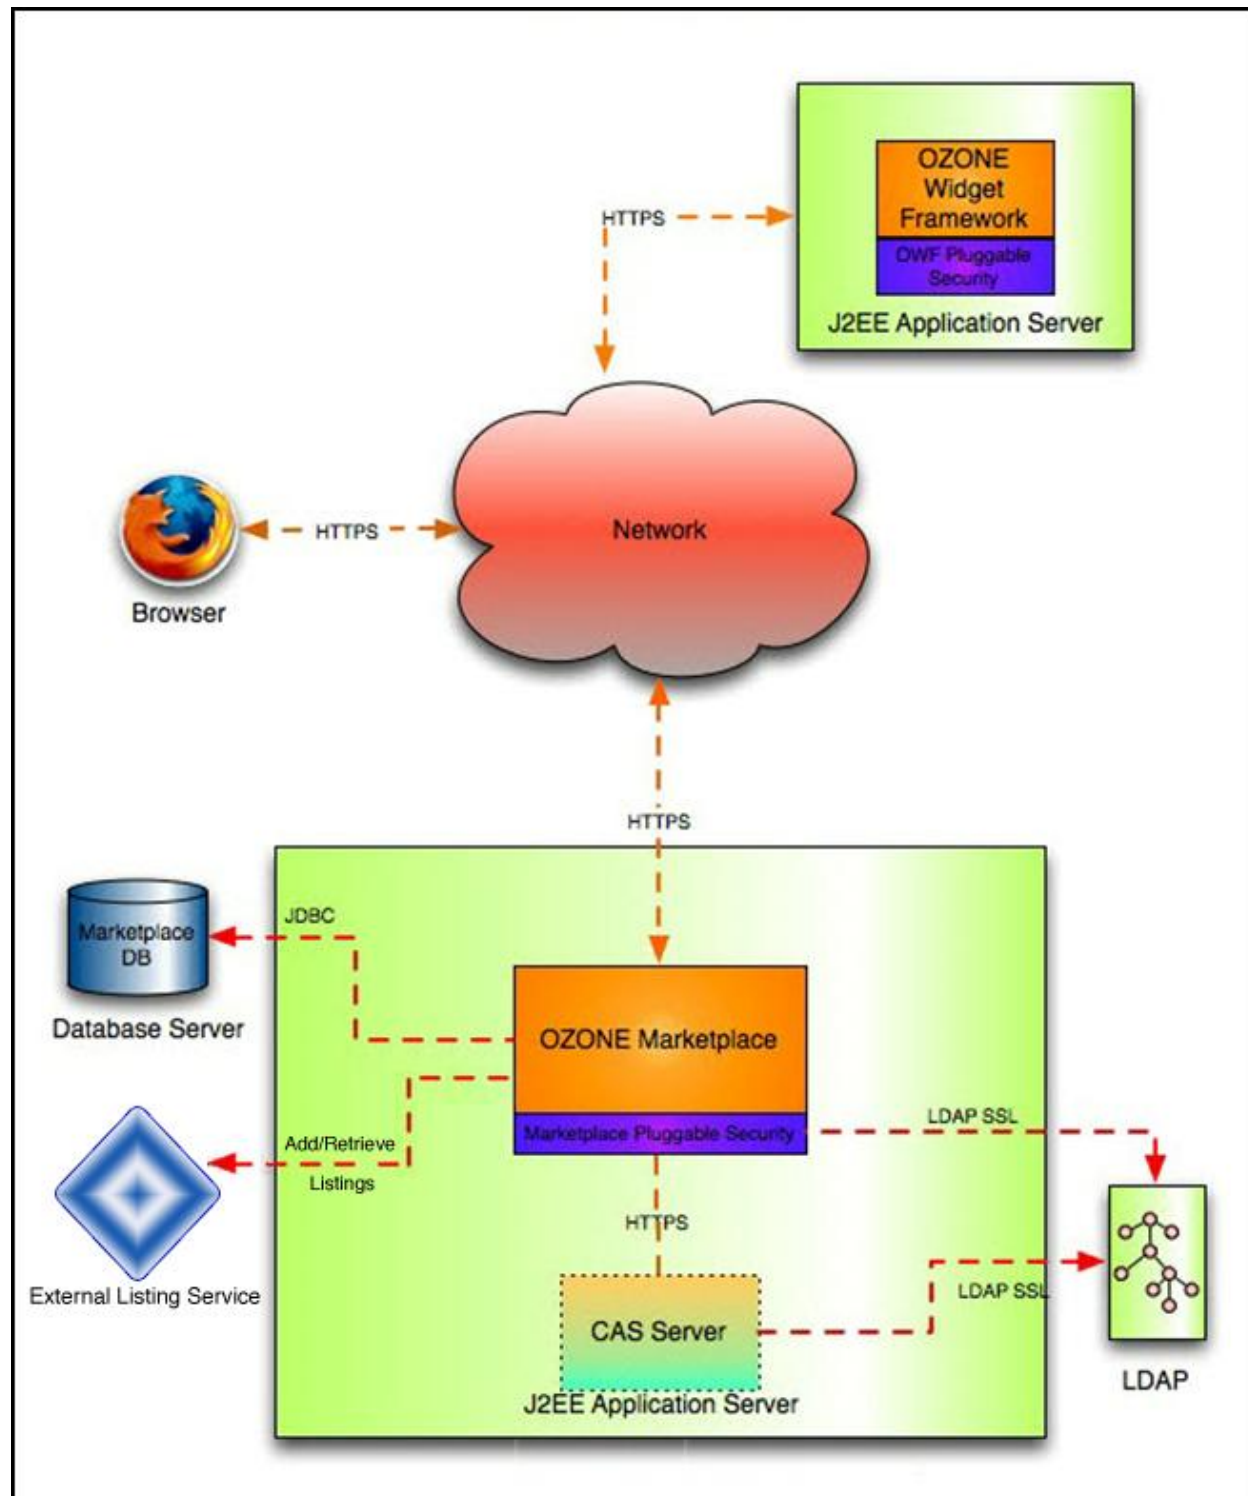 OZONE
Widget
Framework
OWF Pluggable
Security
J2EE Application Server
HTTPS
Network
HTTPS
Browser
HTTPS
JDBC
Marketplace
DB
Database Server
OZONE Marketplace
Marketplace Pluggable Security
LDAP SSL
Add/Retrieve
Listings
External Listing Service
HTTPS
LDAP SSL
CAS Server
J2EE Application Server
LDAP